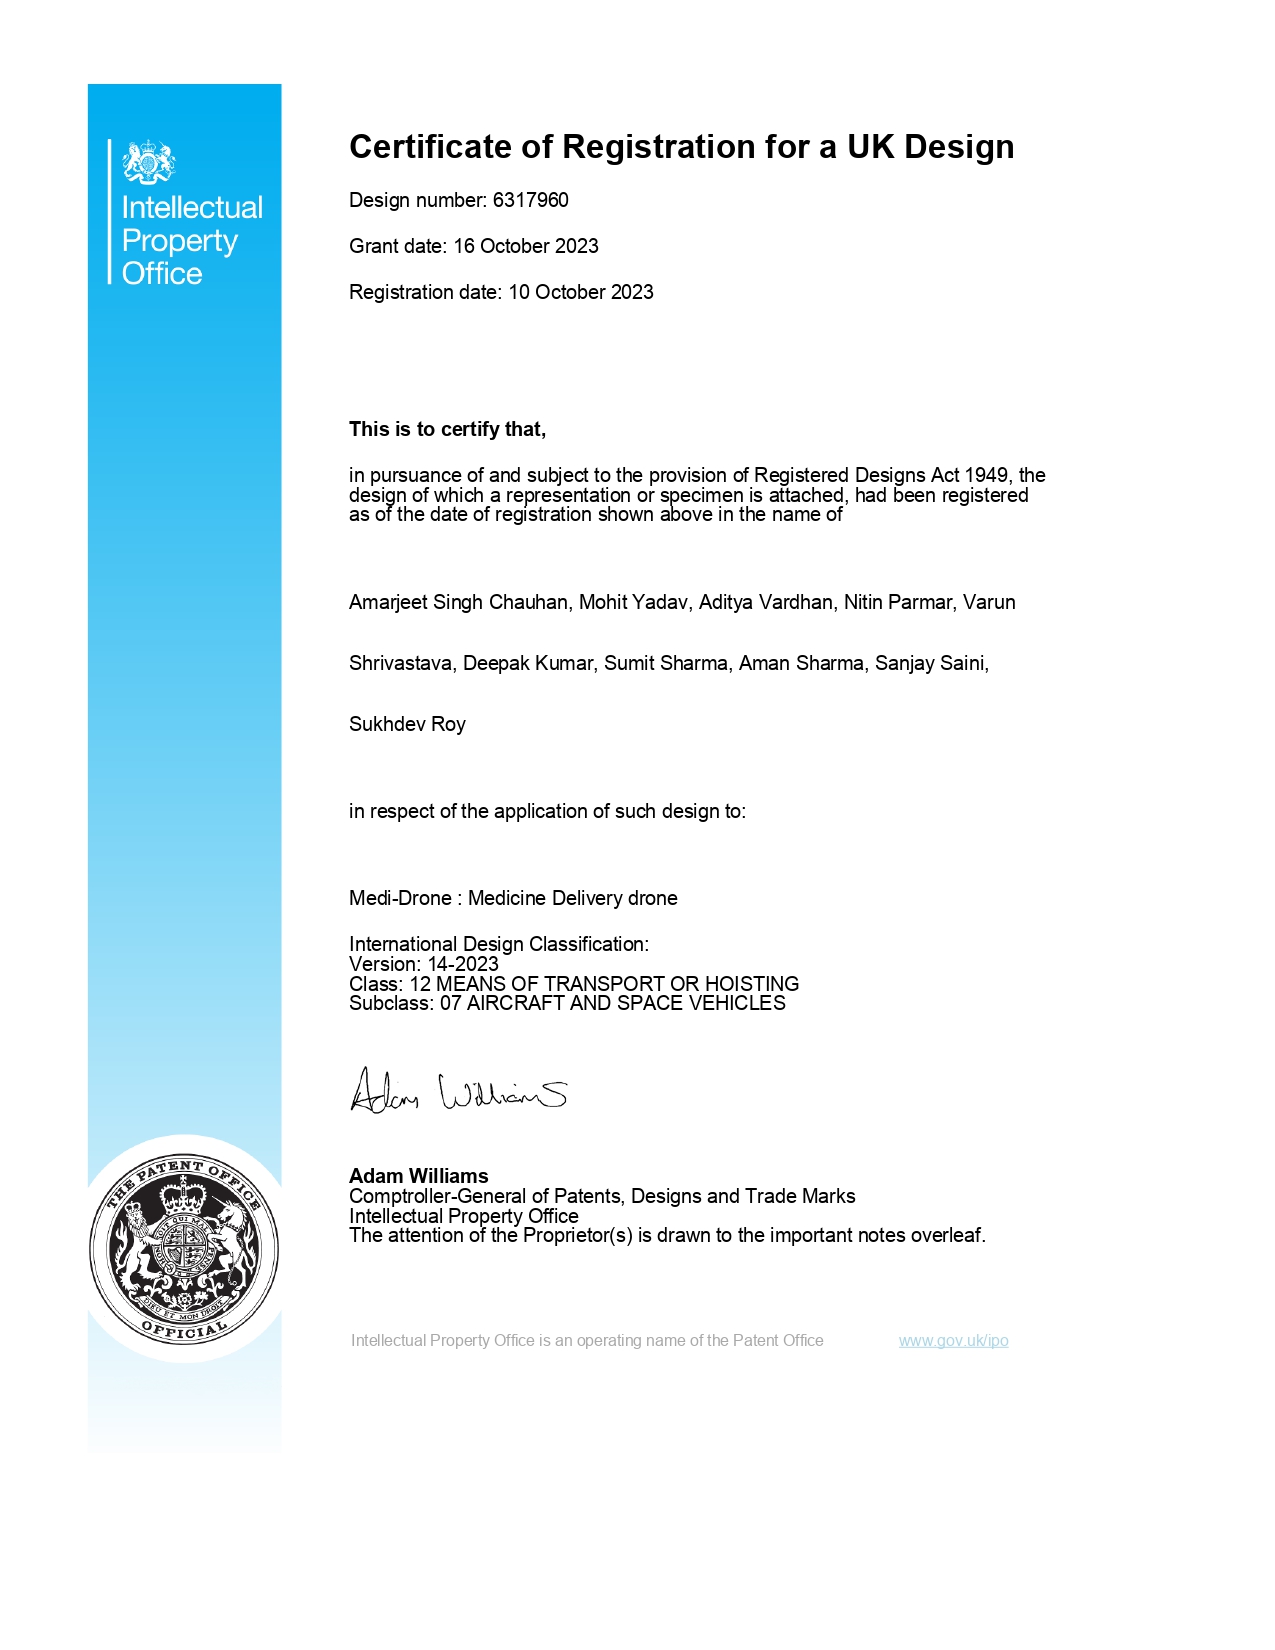 Intellectual
Property
Office
Certificate of Registration for a UK Design
Design number: 6317960
Grant date: 16 October 2023
Registration date: 10 October 2023
This is to certify that,
in pursuance of and subject to the provision of Registered Designs Act 1949, the
design of which a representation or specimen is attached, had been registered
as of the date of registration shown above in the name of
Amarjeet Singh Chauhan, Mohit Yadav, Aditya Vardhan, Nitin Parmar, Varun
Shrivastava, Deepak Kumar, Sumit Sharma, Aman Sharma, Sanjay Saini,
Sukhdev Roy
in respect of the application of such design to:
Medi-Drone : Medicine Delivery drone
International Design Classification:
Version: 14-2023
Class: 12 MEANS OF TRANSPORT OR HOISTING
Subclass: 07 AIRCRAFT AND SPACE VEHICLES
Adam Williams
Adam Williams
Comptroller-General of Patents, Designs and Trade Marks
Intellectual Property Office
The attention of the Proprietor(s) is drawn to the important notes overleaf.
THE PATENT OFFICE
DIEU ET MON DROIT
OFFICIAL
Intellectual Property Office is an operating name of the Patent Office www.gov.uk/ipo